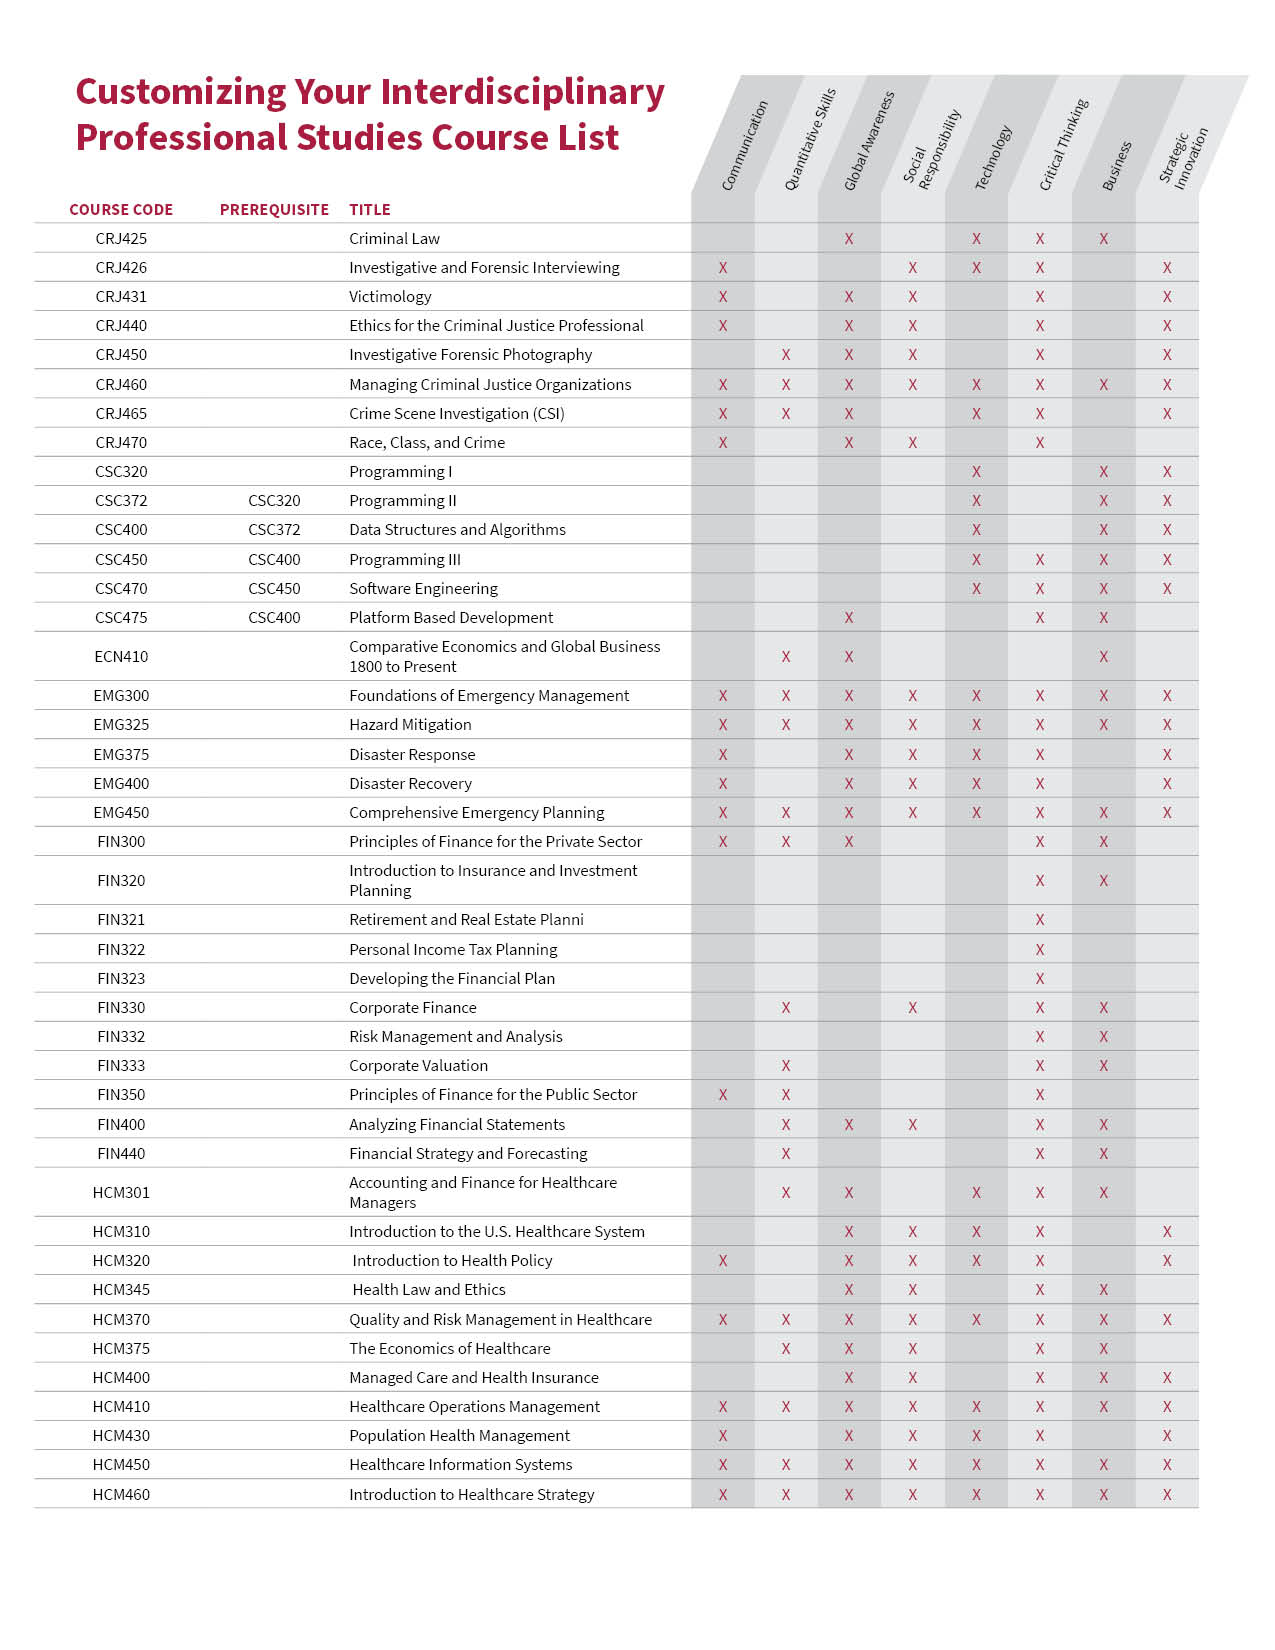 Customizing Your Interdisciplinary
Professional Studies Course List
Communication
Quantitative Skills
Global Awareness
Social
Responsibility
Technology
Critical Thinking
Business
Strategic
Innovation
COURSE CODE PREREQUISITE TITLE
CRJ425 Criminal Law X X X X
CRJ426 Investigative and Forensic Interviewing X X X X X
CRJ431 Victimology X X X X X
CRJ440 Ethics for the Criminal Justice Professional X X X X X
CRJ450 Investigative Forensic Photography X X X X X
CRJ460 Managing Criminal Justice Organizations X X X X X X X X
CRJ465 Crime Scene Investigation (CSI) X X X X X X
CRJ470 Race, Class, and Crime X X X X
CSC320 Programming I X X X
CSC372 CSC320 Programming II X X X
CSC400 CSC372 Data Structures and Algorithms X X X
CSC450 CSC400 Programming III X X X X
CSC470 CSC450 Software Engineering X X X X
CSC475 CSC400 Platform Based Development X X X
Comparative Economics and Global Business
ECN410 1800 to Present X X X
EMG300 Foundations of Emergency Management X X X X X X X X
EMG325 Hazard Mitigation X X X X X X X X
EMG375 Disaster Response X X X X X X
EMG400 Disaster Recovery X X X X X X
EMG450 Comprehensive Emergency Planning X X X X X X X X
FIN300 Principles of Finance for the Private Sector X X X X X
Introduction to Insurance and Investment
FIN320 Planning X X
FIN321 Retirement and Real Estate Planni X
FIN322 Personal Income Tax Planning X
FIN323 Developing the Financial Plan X
FIN330 Corporate Finance X X X X
FIN332 Risk Management and Analysis X X
FIN333 Corporate Valuation X X X
FIN350 Principles of Finance for the Public Sector X X X
FIN400 Analyzing Financial Statements X X X X X
FIN440 Financial Strategy and Forecasting X X X
Accounting and Finance for Healthcare
HCM301 Managers X X X X X
HCM310 Introduction to the U.S. Healthcare System X X X X X
HCM320 Introduction to Health Policy X X X X X X
HCM345 Health Law and Ethics X X X X
HCM370 Quality and Risk Management in Healthcare X X X X X X X X
HCM375 The Economics of Healthcare X X X X X
HCM400 Managed Care and Health Insurance X X X X X
HCM410 Healthcare Operations Management X X X X X X X X
HCM430 Population Health Management X X X X X X
HCM450 Healthcare Information Systems X X X X X X X X
HCM460 Introduction to Healthcare Strategy X X X X X X X X